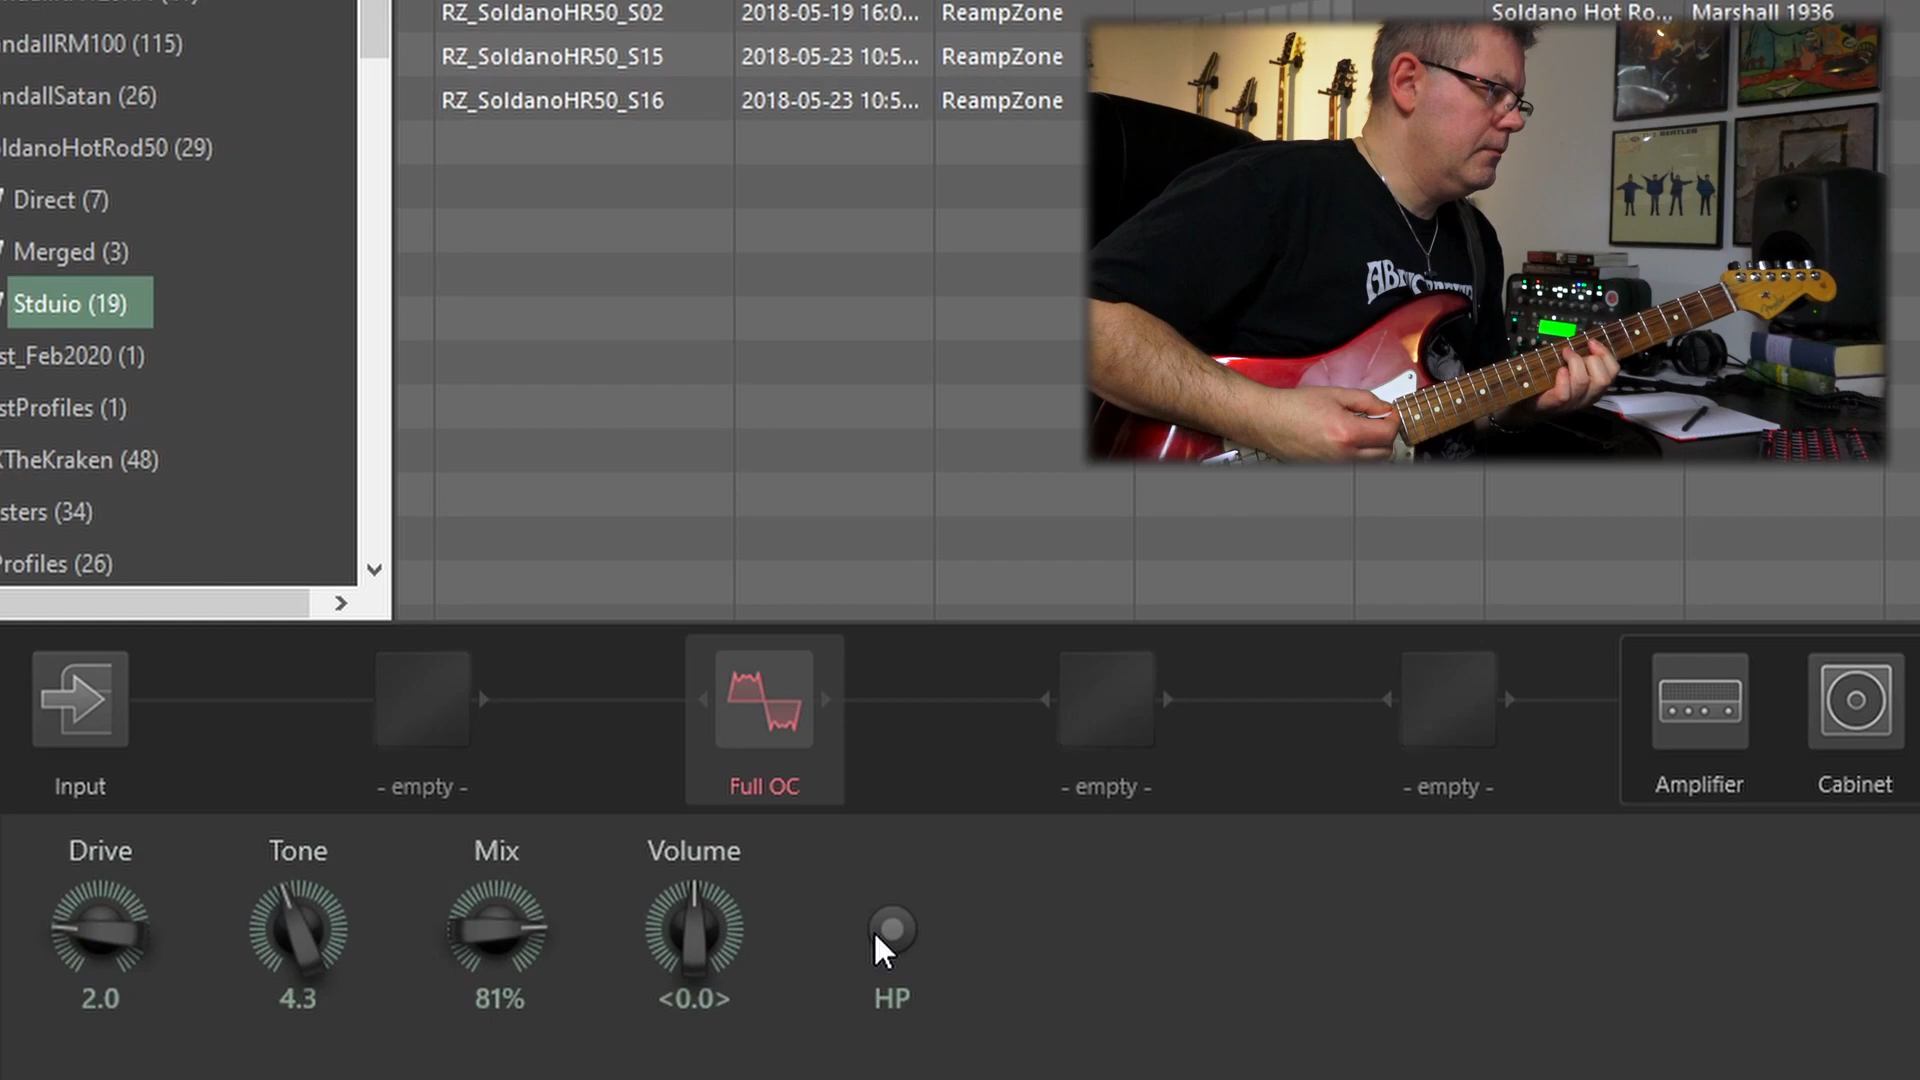 RZ_SoldanoHR50_S02 2018-05-19 16:0... ReampZone Soldano Hot Ro... Marshall 1936
ndallIRM100 (115)
RZ_SoldanoHR50_S15 2018-05-23 10:5... ReampZone
ndallSatan (26)
RZ_SoldanoHR50_S16 2018-05-23 10:5... ReampZone
ldanoHotRod50 (29)
Direct (7)
Merged (3)
Stduio (19)
st_Feb2020 (1)
stProfiles (1)
TheKraken (48)
sters (34)
Profiles (26)
Input
- empty -
Full OC
- empty -
- empty -
Amplifier
Cabinet
Drive
Tone
Mix
Volume
2.0
4.3
81%
<0.0>
HP